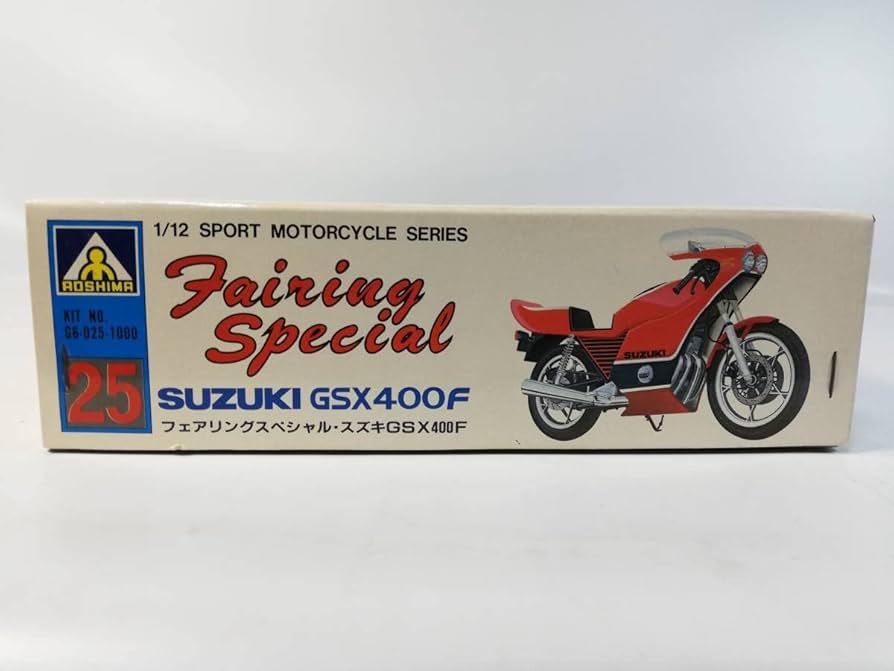 1/12 SPORT MOTORCYCLE SERIES
AOSHIMA
KIT NO.
G6-025-1000
25
Fairing
Special
SUZUKI GSX400F
フェアリングスペシャル・スズキGSX400F
SUZUKI